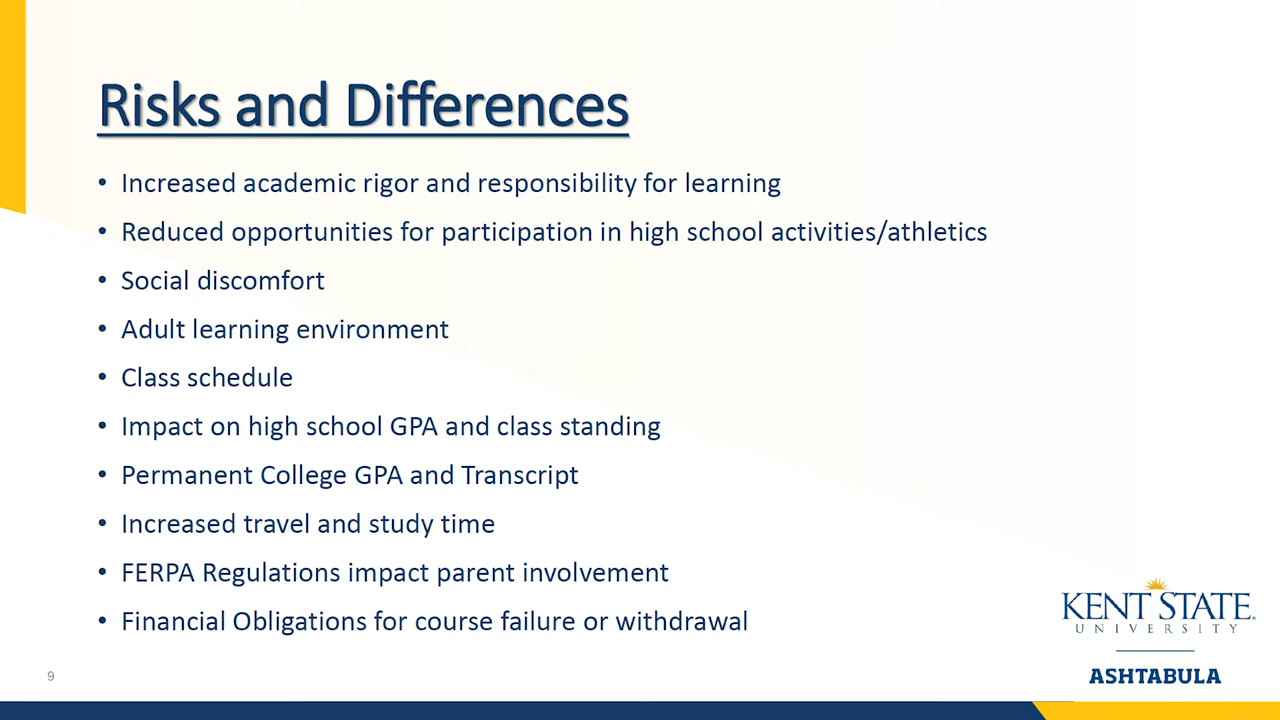 Risks and Differences
• Increased academic rigor and responsibility for learning
• Reduced opportunities for participation in high school activities/athletics
• Social discomfort
• Adult learning environment
• Class schedule
• Impact on high school GPA and class standing
• Permanent College GPA and Transcript
• Increased travel and study time
• FERPA Regulations impact parent involvement
• Financial Obligations for course failure or withdrawal
KENT STATE
UNIVERSITY
ASHTABULA
9